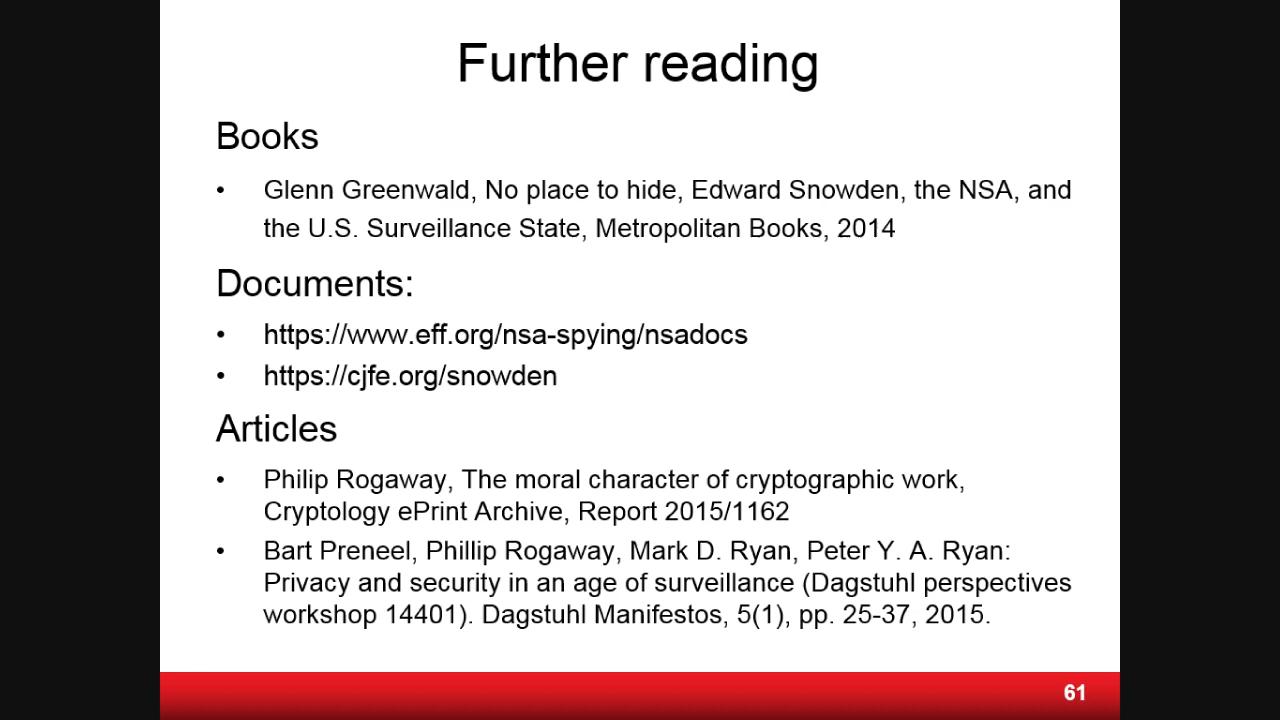 Further reading
Books
• Glenn Greenwald, No place to hide, Edward Snowden, the NSA, and
the U.S. Surveillance State, Metropolitan Books, 2014
Documents:
• https://www.eff.org/nsa-spying/nsadocs
• https://cjfe.org/snowden
Articles
• Philip Rogaway, The moral character of cryptographic work,
Cryptology ePrint Archive, Report 2015/1162
• Bart Preneel, Phillip Rogaway, Mark D. Ryan, Peter Y. A. Ryan:
Privacy and security in an age of surveillance (Dagstuhl perspectives
workshop 14401). Dagstuhl Manifestos, 5(1), pp. 25-37, 2015.
61